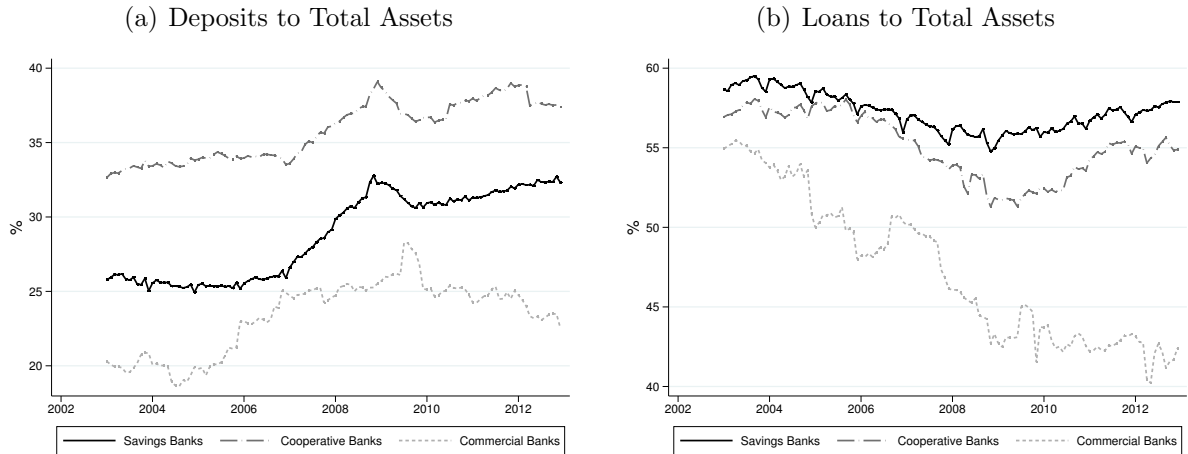 (a) Deposits to Total Assets
40
35
30
25
20
%
2002 2004 2006 2008 2010 2012
Savings Banks Cooperative Banks Commercial Banks
(b) Loans to Total Assets
60
55
50
45
40
%
2002 2004 2006 2008 2010 2012
Savings Banks Cooperative Banks Commercial Banks